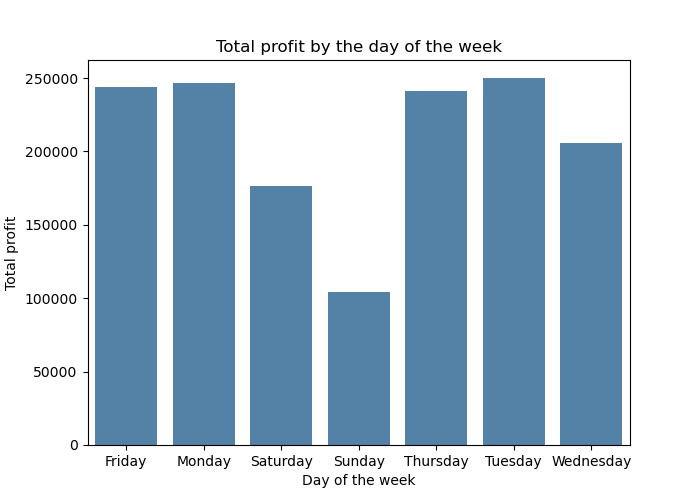 Total profit by the day of the week
250000
200000
150000
100000
50000
0
Total profit
Friday Monday Saturday Sunday Thursday Tuesday Wednesday
Day of the week